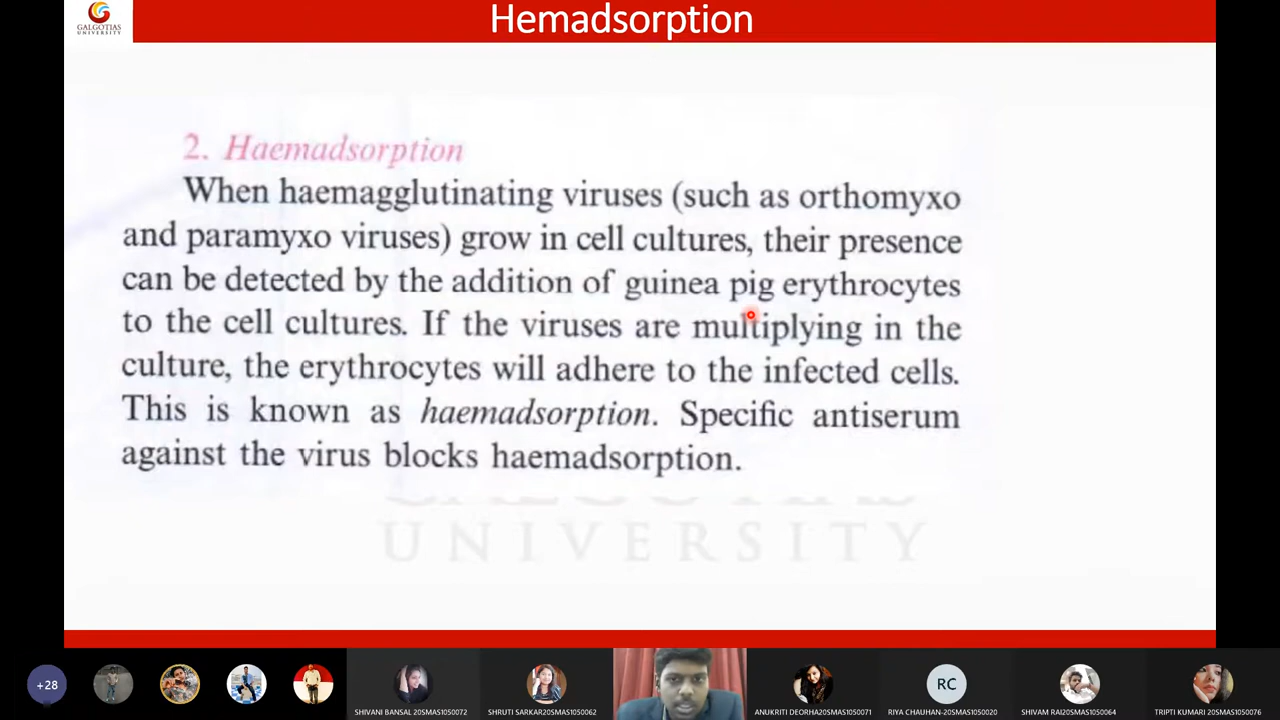 GALGOTIAS
UNIVERSITY
Hemadsorption
2. Haemadsorption
When haemagglutinating viruses (such as orthomyxo
and paramyxo viruses) grow in cell cultures, their presence
can be detected by the addition of guinea pig erythrocytes
to the cell cultures. If the viruses are multiplying in the
culture, the erythrocytes will adhere to the infected cells.
This is known as haemadsorption. Specific antiserum
against the virus blocks haemadsorption.
UNIVERSITY
+28
SHIVANI BANSAL 20SMAS1050072
SHRUTI SARKAR20SMAS1050062
ANUKRITI DEORHA20SMAS1050071
RC
RIYA CHAUHAN-20SMAS1050020
SHIVAM RAI20SMAS1050064
TRIPTI KUMARI 20SMAS1050076